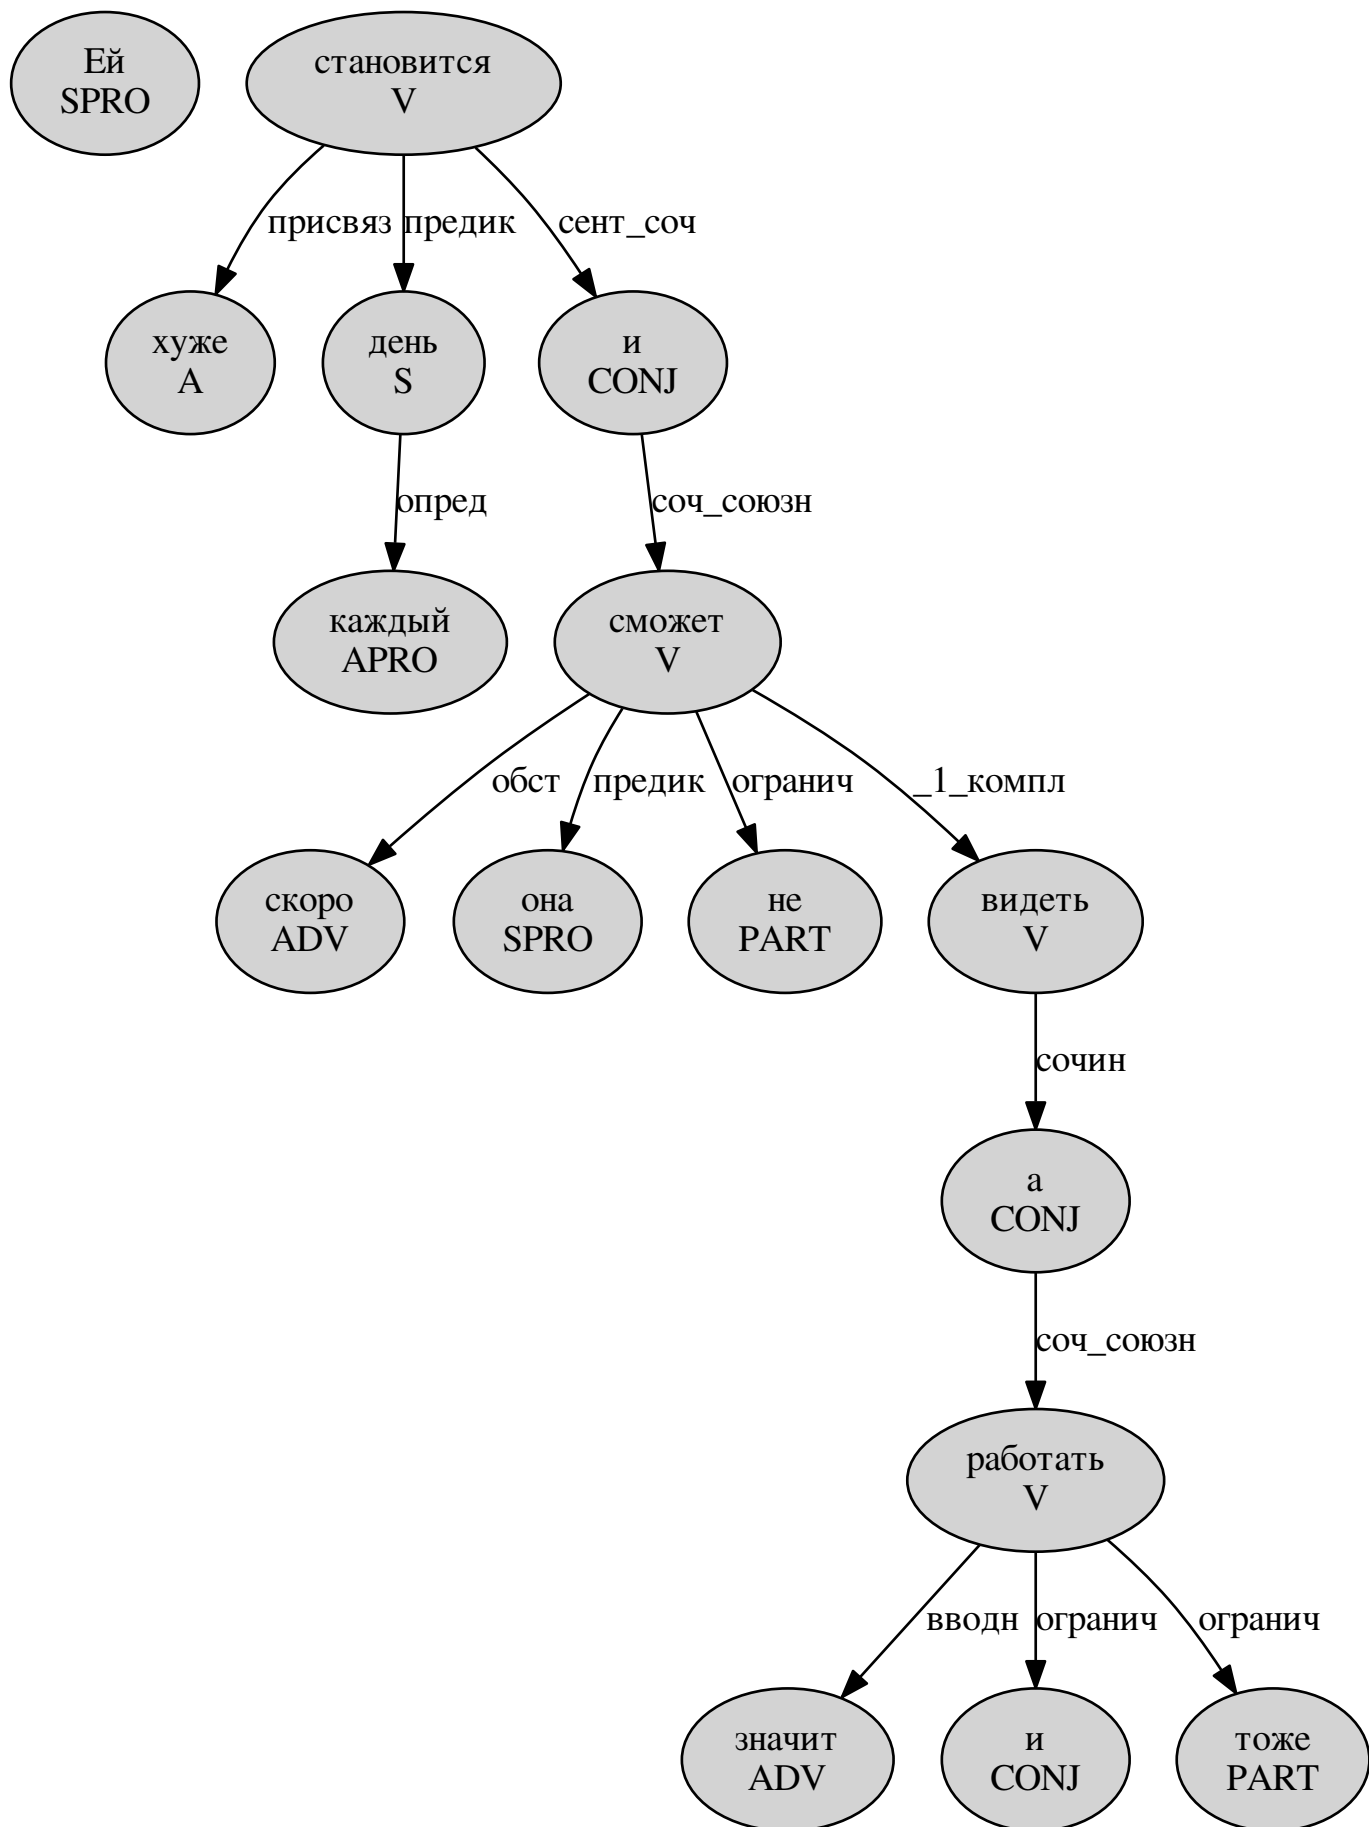 Ей
SPRO
становится
V
присвяз
предик
сент_соч
хуже
A
день
S
и
CONJ
опред
соч_союзн
каждый
APRO
сможет
V
обст
предик
огранич
_1_компл
скоро
ADV
она
SPRO
не
PART
видеть
V
сочин
а
CONJ
соч_союзн
работать
V
вводн
огранич
огранич
значит
ADV
и
CONJ
тоже
PART